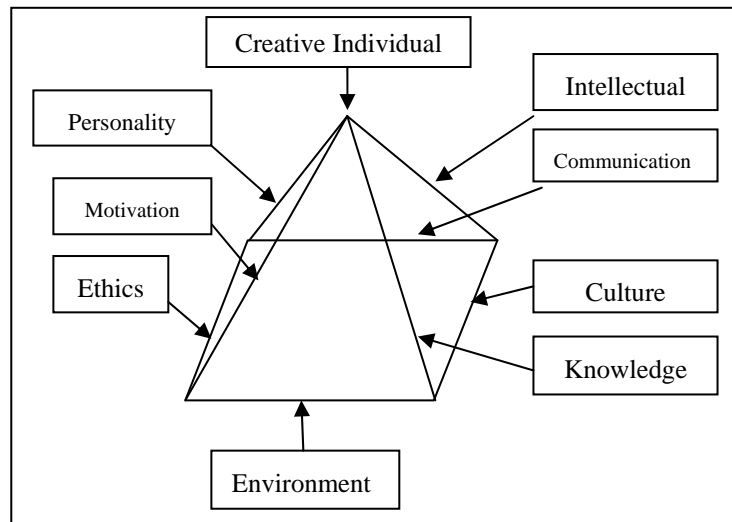 Creative Individual
Intellectual
Personality
Communication
Motivation
Ethics
Culture
Knowledge
Environment